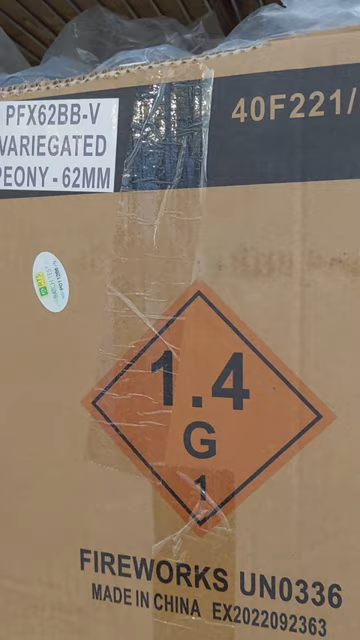 PFX62BB-V
VARIEGATED
PEONY - 62MM
40F221/
1.4
G
1
FIREWORKS UN0336
MADE IN CHINA EX2022092363